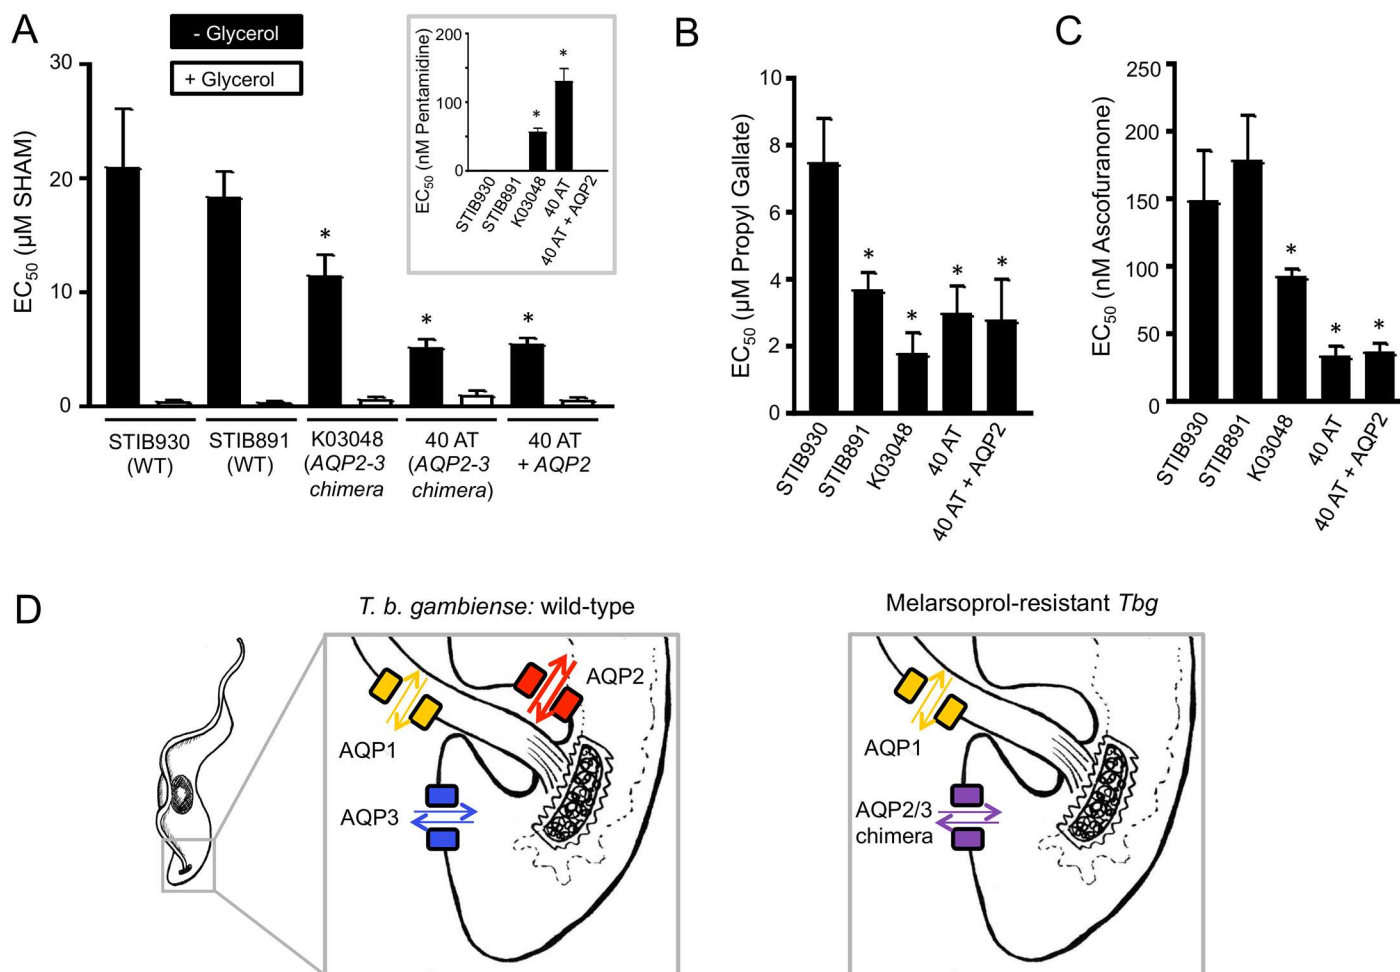 A
- Glycerol
+ Glycerol
EC50 (µM SHAM)
30
20
10
0
STIB930
(WT)
STIB891
(WT)
K03048
(AQP2-3
chimera
40 AT
(AQP2-3
chimera)
40 AT
+ AQP2
*
*
*
EC50 (nM Pentamidine)
200
100
0
*
*
STIB930
STIB891
K03048
40 AT
40 AT + AQP2
B
EC50 (µM Propyl Gallate)
10
8
6
4
2
0
*
*
*
*
STIB930
STIB891
K03048
40 AT
40 AT + AQP2
C
EC50 (nM Ascofuranone)
250
200
150
100
50
0
*
*
*
STIB930
STIB891
K03048
40 AT
40 AT + AQP2
D
T. b. gambiense: wild-type
AQP2
AQP1
AQP3
Melarsoprol-resistant Tbg
AQP1
AQP2/3
chimera